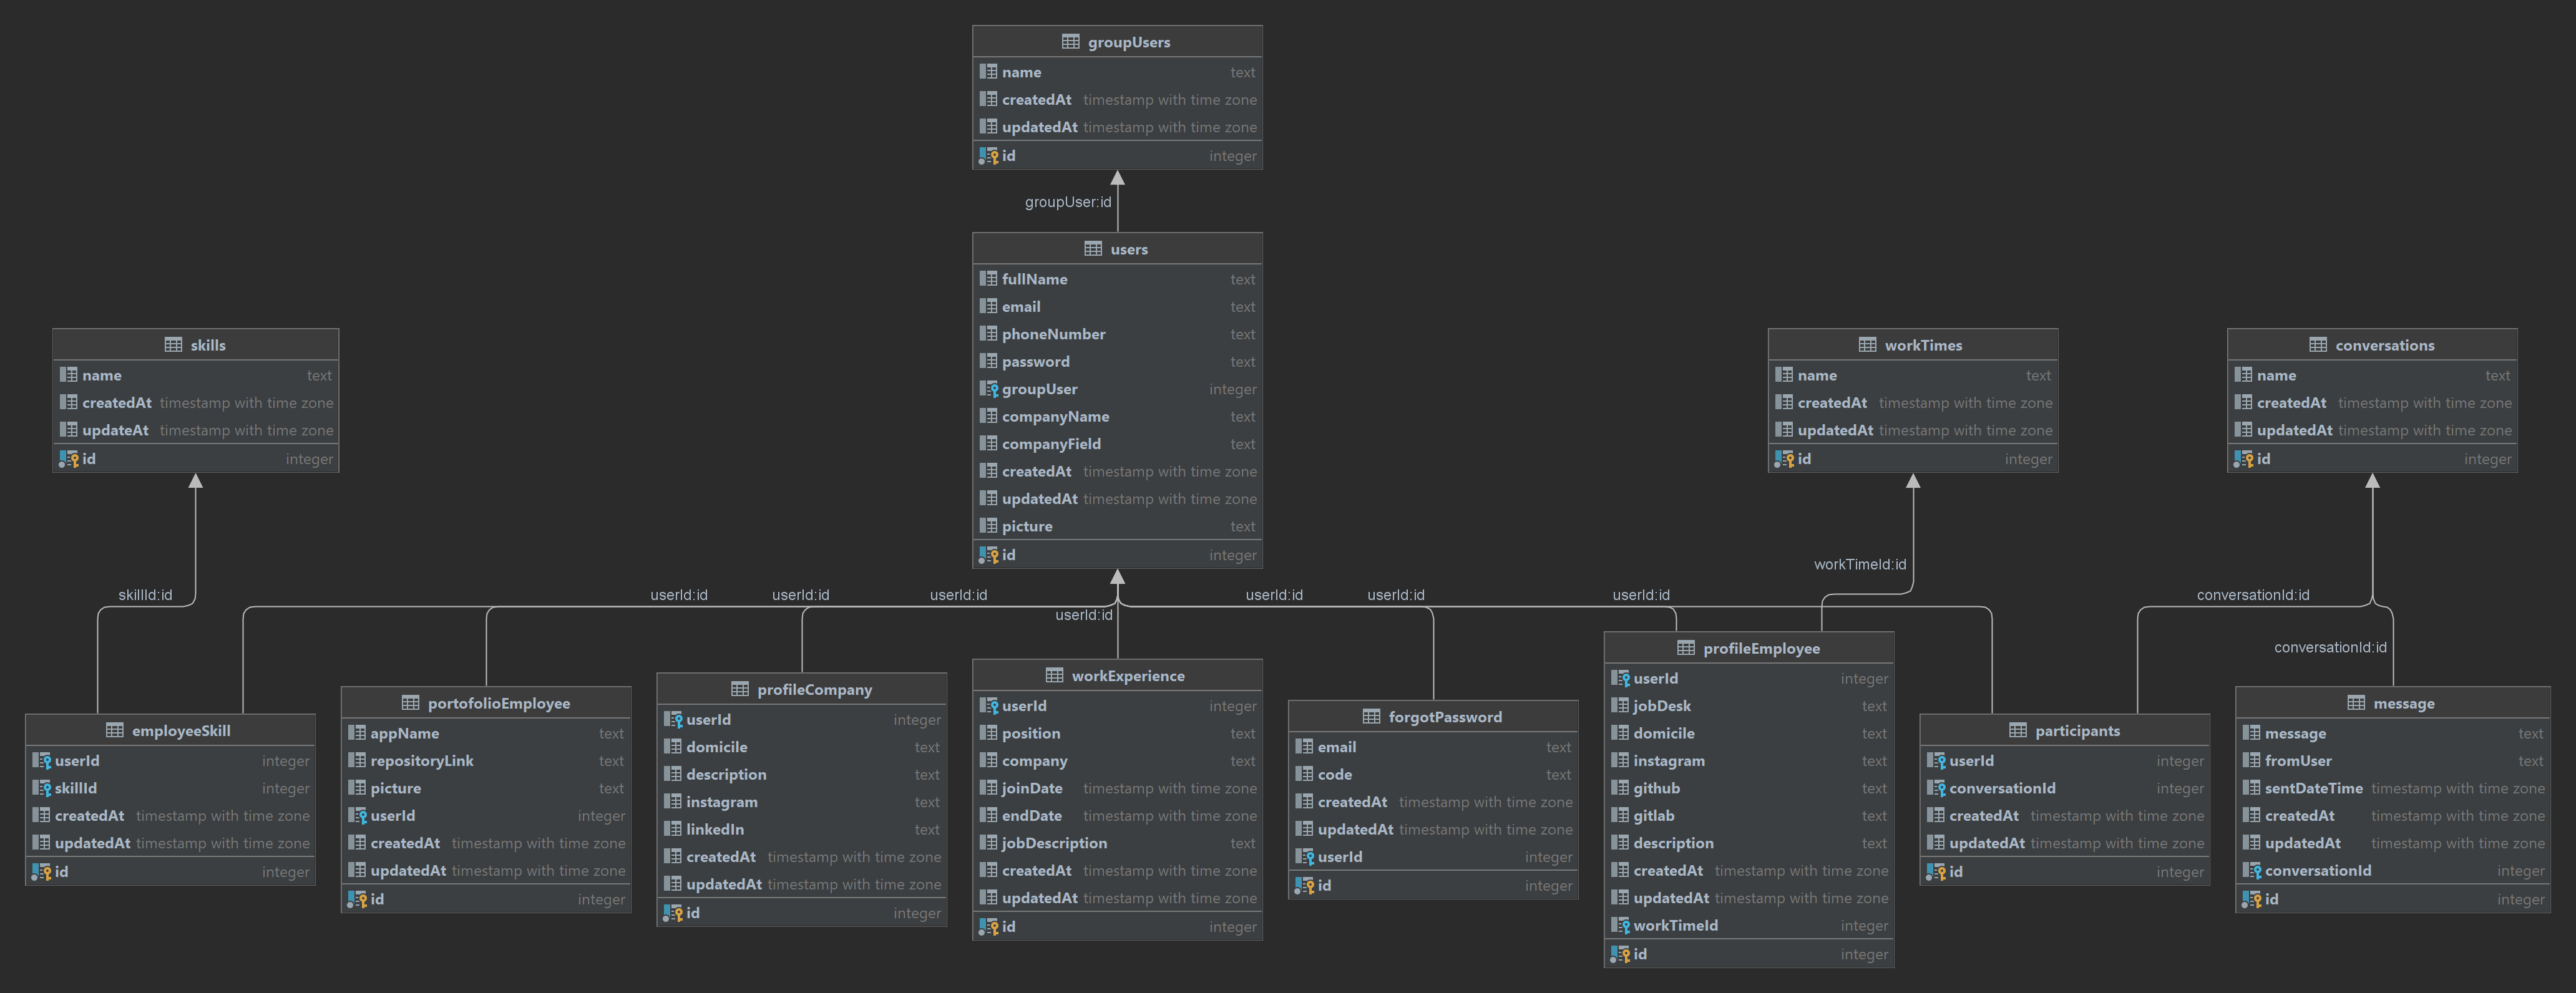 groupUsers
name text
createdAt timestamp with time zone
updatedAt timestamp with time zone
id integer
groupUser:id
users
fullName text
email text
phoneNumber text
password text
groupUser integer
companyName text
companyField text
createdAt timestamp with time zone
updatedAt timestamp with time zone
picture text
id integer
skills
name text
createdAt timestamp with time zone
updateAt timestamp with time zone
id integer
workTimes
name text
createdAt timestamp with time zone
updatedAt timestamp with time zone
id integer
conversations
name text
createdAt timestamp with time zone
updatedAt timestamp with time zone
id integer
workTimeId:id
skillId:id
userId:id
userId:id
userId:id
userId:id
userId:id
userId:id
conversationId:id
userId:id
conversationId:id
employeeSkill
userId integer
skillId integer
createdAt timestamp with time zone
updatedAt timestamp with time zone
id integer
portofolioEmployee
appName text
repositoryLink text
picture text
userId integer
createdAt timestamp with time zone
updatedAt timestamp with time zone
id integer
profileCompany
userId integer
domicile text
description text
instagram text
linkedIn text
createdAt timestamp with time zone
updatedAt timestamp with time zone
id integer
workExperience
userId integer
position text
company text
joinDate timestamp with time zone
endDate timestamp with time zone
jobDescription text
createdAt timestamp with time zone
updatedAt timestamp with time zone
id integer
forgotPassword
email text
code text
createdAt timestamp with time zone
updatedAt timestamp with time zone
userId integer
id integer
profileEmployee
userId integer
jobDesk text
domicile text
instagram text
github text
gitlab text
description text
createdAt timestamp with time zone
updatedAt timestamp with time zone
workTimeId integer
id integer
participants
userId integer
conversationId integer
createdAt timestamp with time zone
updatedAt timestamp with time zone
id integer
message
message text
fromUser text
sentDateTime timestamp with time zone
createdAt timestamp with time zone
updatedAt timestamp with time zone
conversationId integer
id integer